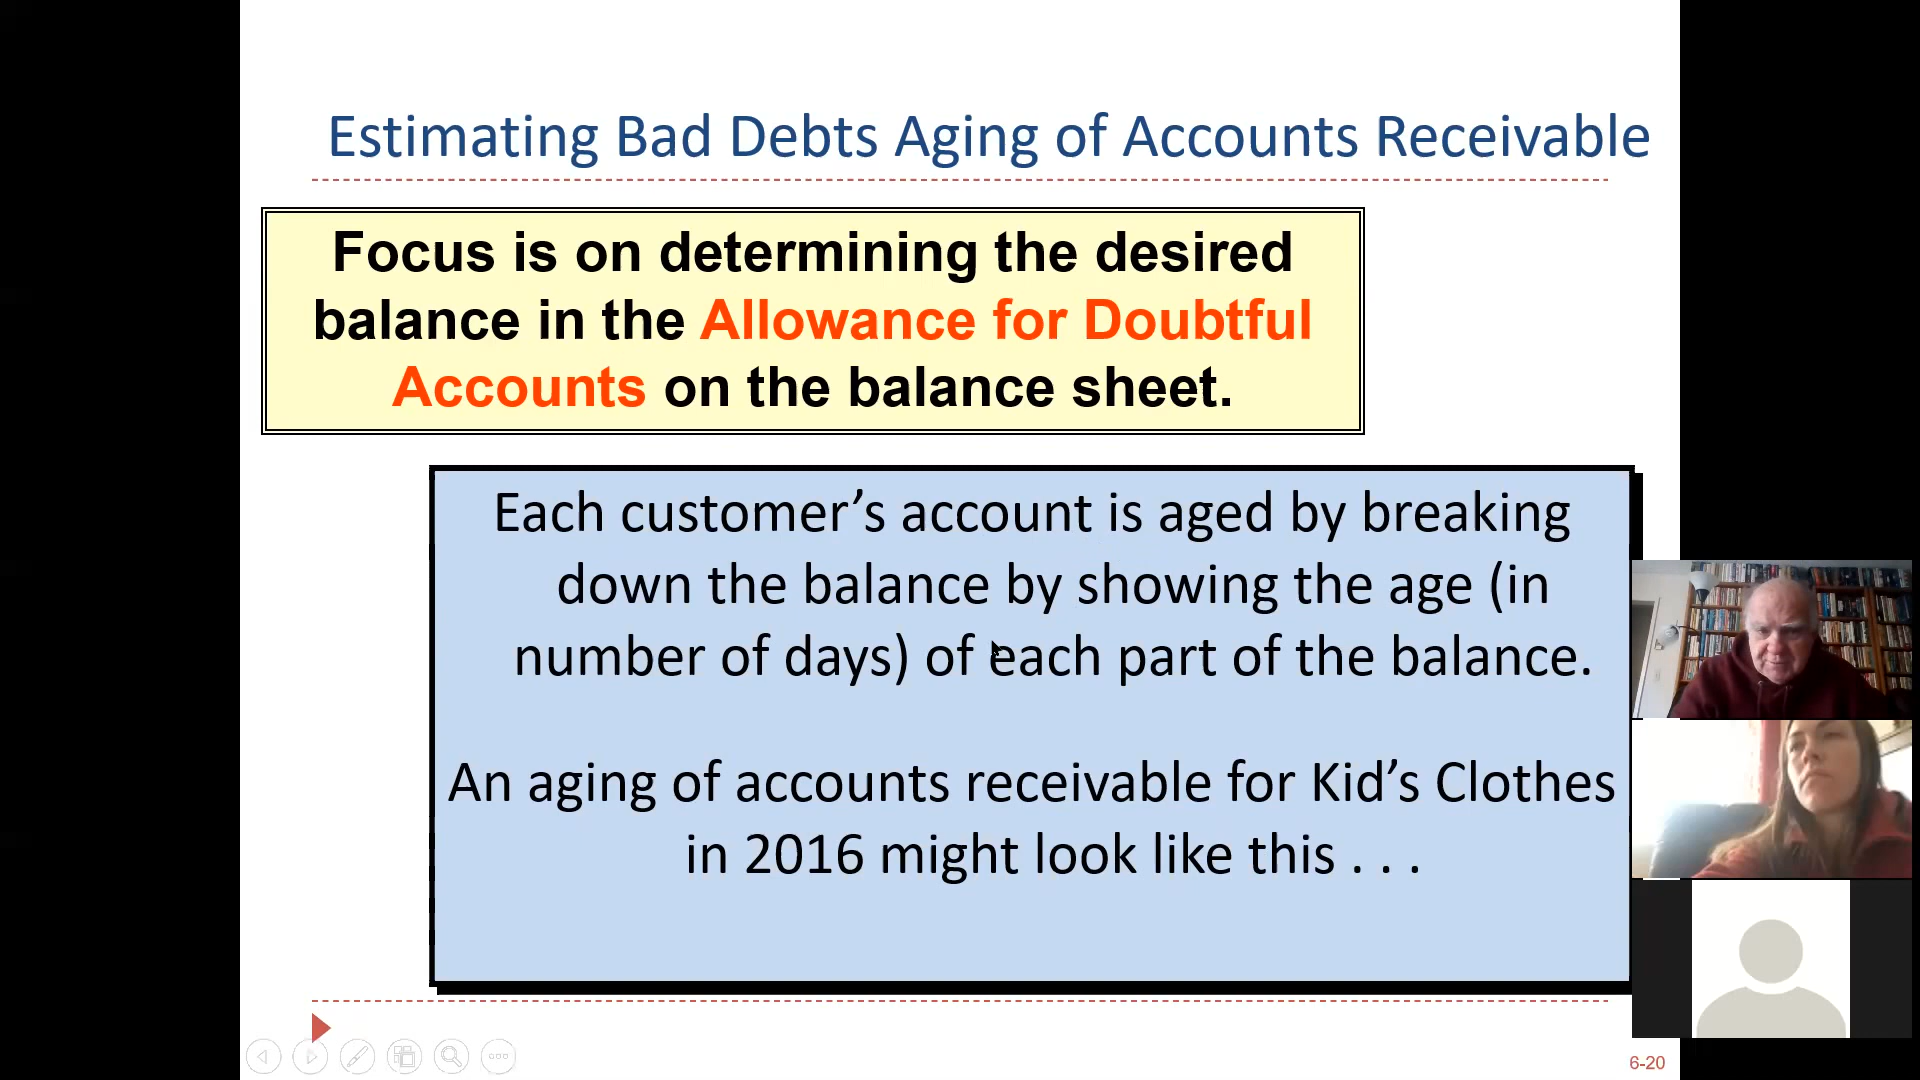 Estimating Bad Debts Aging of Accounts Receivable
Focus is on determining the desired
balance in the Allowance for Doubtful
Accounts on the balance sheet.
Each customer’s account is aged by breaking
down the balance by showing the age (in
number of days) of each part of the balance.
An aging of accounts receivable for Kid’s Clothes
in 2016 might look like this . . .
6-20